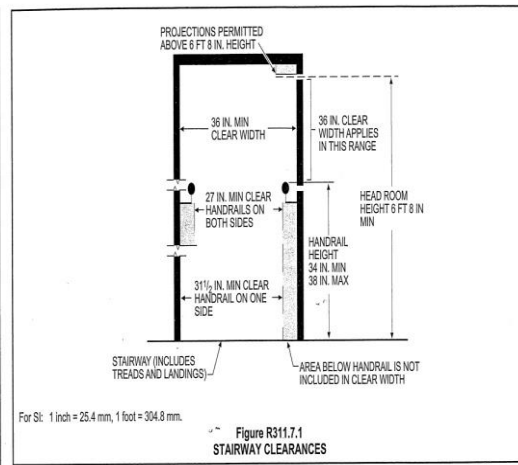 PROJECTIONS PERMITTED
ABOVE 6 FT 8 IN. HEIGHT
36 IN. MIN
CLEAR WIDTH
36 IN. CLEAR
WIDTH APPLIES
IN THIS RANGE
27 IN. MIN CLEAR
HANDRAILS ON
BOTH SIDES
HEAD ROOM
HEIGHT 6 FT 8 IN
MIN
HANDRAIL
HEIGHT
34 IN. MIN
38 IN. MAX
31 1/2 IN. MIN CLEAR
HANDRAIL ON ONE
SIDE
STAIRWAY (INCLUDES
TREADS AND LANDINGS)
AREA BELOW HANDRAIL IS NOT
INCLUDED IN CLEAR WIDTH
For SI: 1 inch = 25.4 mm, 1 foot = 304.8 mm.
Figure R311.7.1
STAIRWAY CLEARANCES